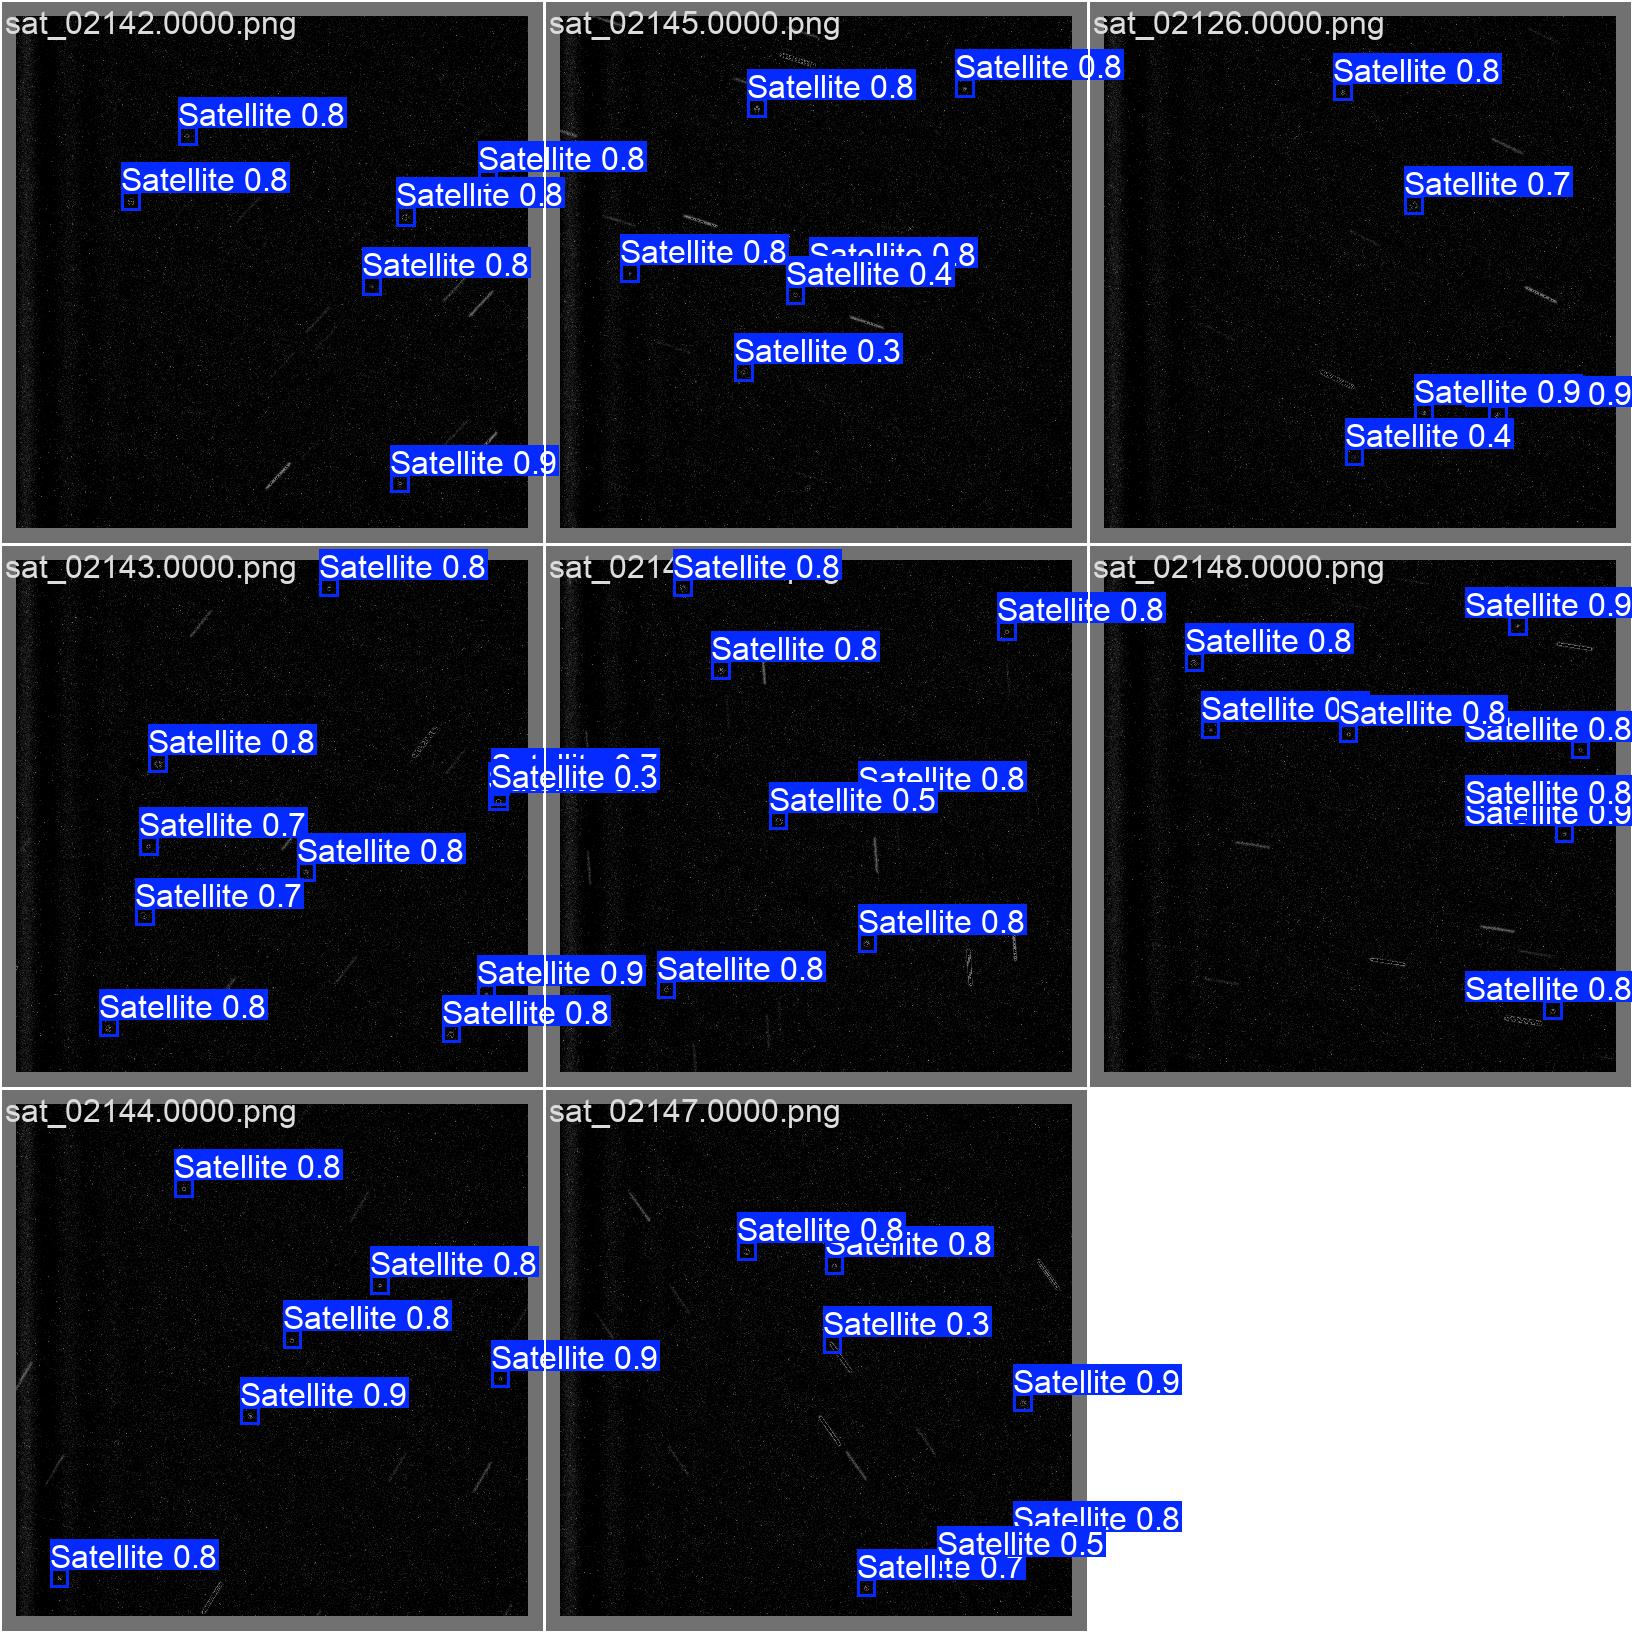 sat_02142.0000.png
Satellite 0.8
Satellite 0.8
Satellite 0.8
Satellite 0.8
Satellite 0.8
Satellite 0.9
sat_02145.0000.png
Satellite 0.8
Satellite 0.8
Satellite 0.8
Satellite 0.8
Satellite 0.4
Satellite 0.3
sat_02126.0000.png
Satellite 0.8
Satellite 0.7
Satellite 0.9
0.9
Satellite 0.4
sat_02143.0000.png
Satellite 0.8
Satellite 0.8
Satellite 0.3
Satellite 0.7
Satellite 0.8
Satellite 0.7
Satellite 0.9
Satellite 0.8
Satellite 0.8
sat_0214
Satellite 0.8
Satellite 0.8
Satellite 0.8
Satellite 0.8
Satellite 0.5
Satellite 0.8
Satellite 0.8
sat_02148.0000.png
Satellite 0.9
Satellite 0.8
Satellite 0
Satellite 0.8
Satellite 0.8
Satellite 0.8
Satellite 0.9
Satellite 0.8
sat_02144.0000.png
Satellite 0.8
Satellite 0.8
Satellite 0.8
Satellite 0.9
Satellite 0.9
Satellite 0.8
sat_02147.0000.png
Satellite 0.8
Satellite 0.8
Satellite 0.3
Satellite 0.9
Satellite 0.8
Satellite 0.5
Satellite 0.7